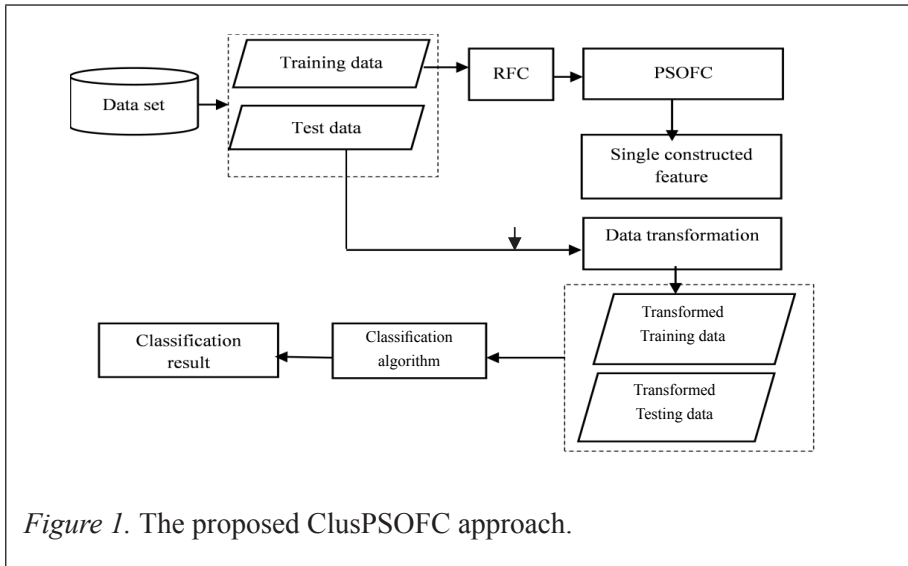 Data set
Training data
Test data
RFC
PSOFC
Single constructed
feature
Data transformation
Transformed
Training data
Transformed
Testing data
Classification
algorithm
Classification
result
Figure 1. The proposed ClusPSOFC approach.